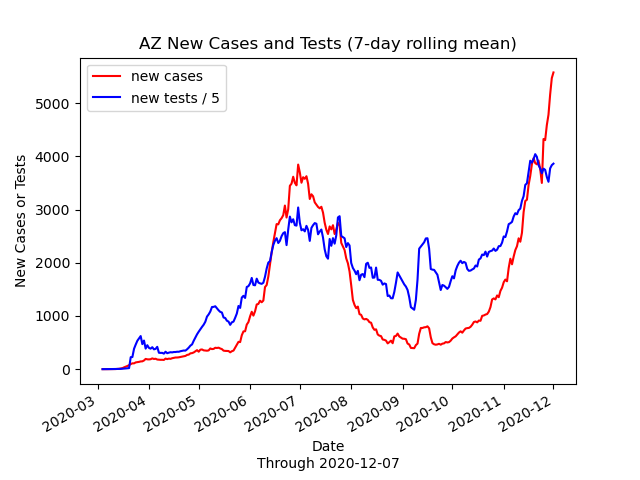 AZ New Cases and Tests (7-day rolling mean)
new cases
new tests / 5
New Cases or Tests
5000
4000
3000
2000
1000
0
2020-03
2020-04
2020-05
2020-06
2020-07
2020-08
2020-09
2020-10
2020-11
2020-12
Date
Through 2020-12-07